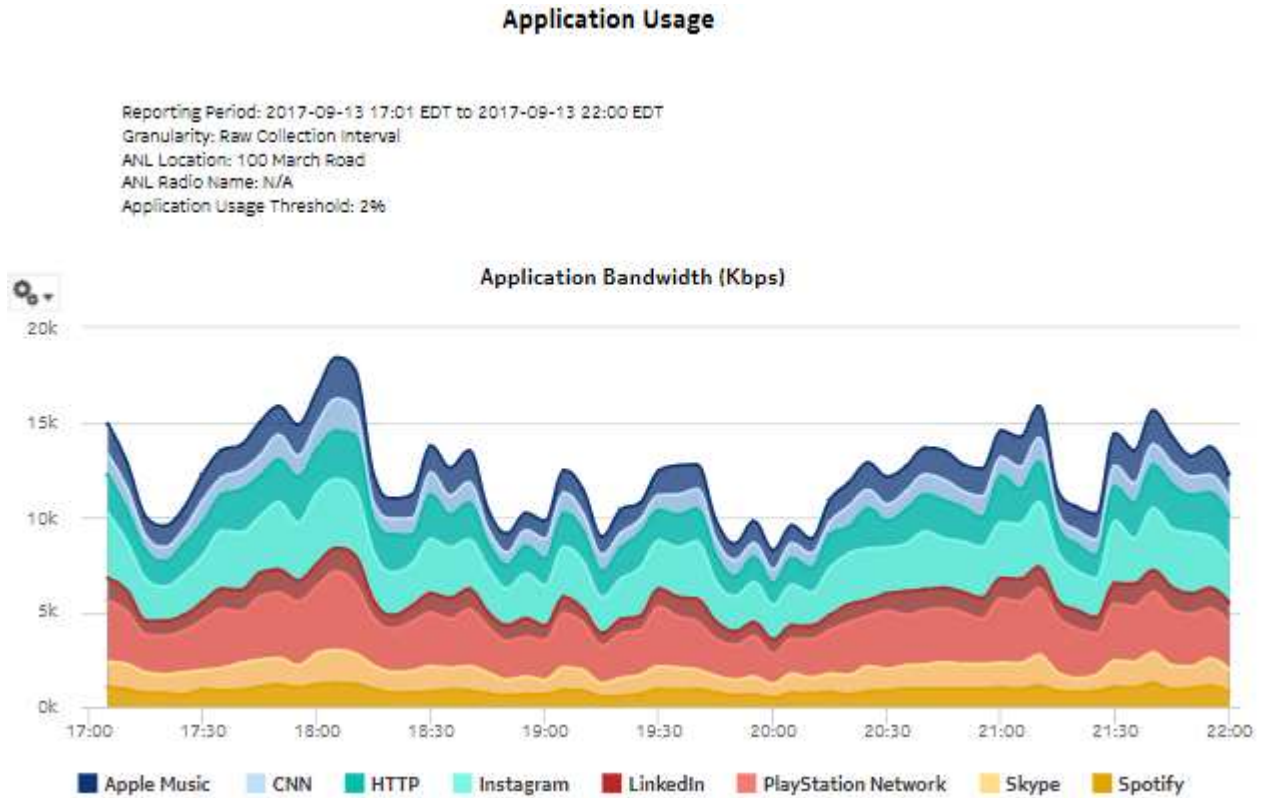 Application Usage
Reporting Period: 2017-09-13 17:01 EDT to 2017-09-13 22:00 EDT
Granularity: Raw Collection Interval
ANL Location: 100 March Road
ANL Radio Name: N/A
Application Usage Threshold: 2%
Application Bandwidth (Kbps)
20k
15k
10k
5k
0k
17:00 17:30 18:00 18:30 19:00 19:30 20:00 20:30 21:00 21:30 22:00
Apple Music CNN HTTP Instagram LinkedIn PlayStation Network Skype Spotify